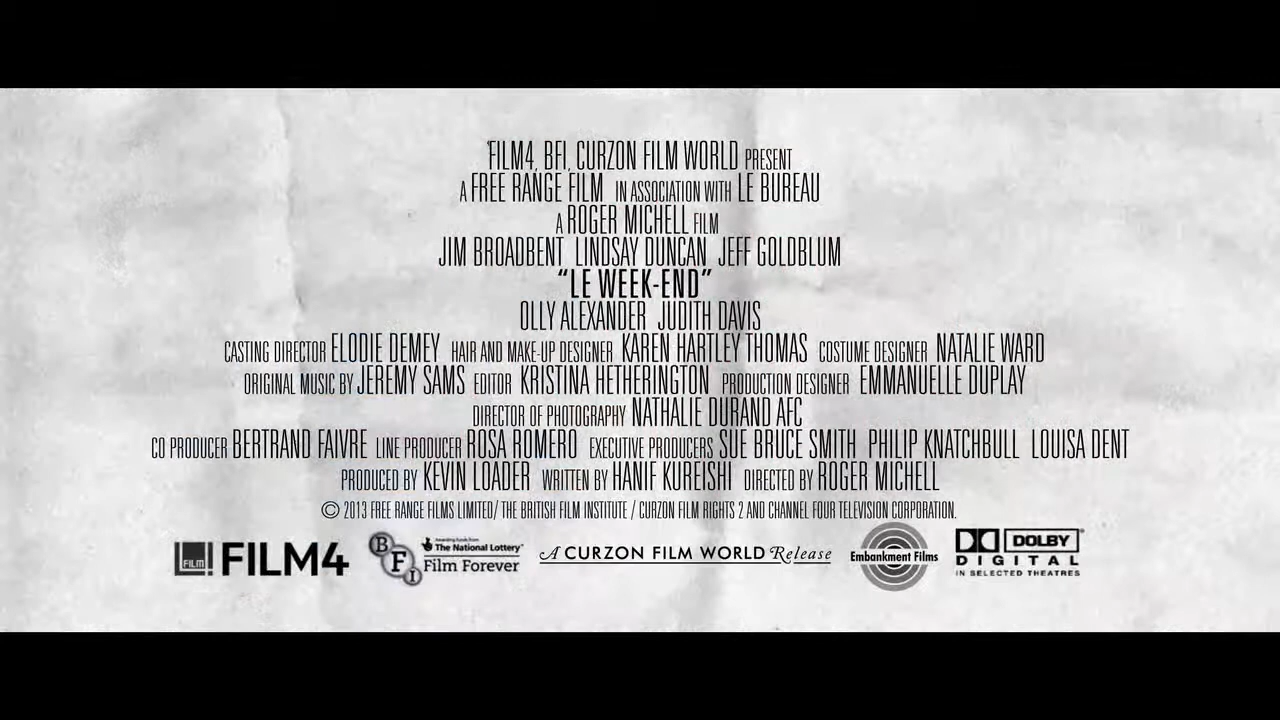 FILM4, BFI, CURZON FILM WORLD PRESENT
A FREE RANGE FILM IN ASSOCIATION WITH LE BUREAU
A ROGER MICHELL FILM
JIM BROADBENT LINDSAY DUNCAN JEFF GOLDBLUM
“LE WEEK-END”
OLLY ALEXANDER JUDITH DAVIS
CASTING DIRECTOR ELODIE DEMEY HAIR AND MAKE-UP DESIGNER KAREN HARTLEY THOMAS COSTUME DESIGNER NATALIE WARD
ORIGINAL MUSIC BY JEREMY SAMS EDITOR KRISTINA HETHERINGTON PRODUCTION DESIGNER EMMANUELLE DUPLAY
DIRECTOR OF PHOTOGRAPHY NATHALIE DURAND AFC
CO PRODUCER BERTRAND FAIVRE LINE PRODUCER ROSA ROMERO EXECUTIVE PRODUCERS SUE BRUCE SMITH PHILIP KNATCHBULL LOUISA DENT
PRODUCED BY KEVIN LOADER WRITTEN BY HANIF KUREISHI DIRECTED BY ROGER MICHELL
© 2013 FREE RANGE FILMS LIMITED/ THE BRITISH FILM INSTITUTE / CURZON FILM RIGHTS 2 AND CHANNEL FOUR TELEVISION CORPORATION.
FILM4 FILM4
BFI Awarding funds from The National Lottery® Film Forever
A CURZON FILM WORLD Release
Embankment Films
DOLBY DIGITAL
IN SELECTED THEATRES